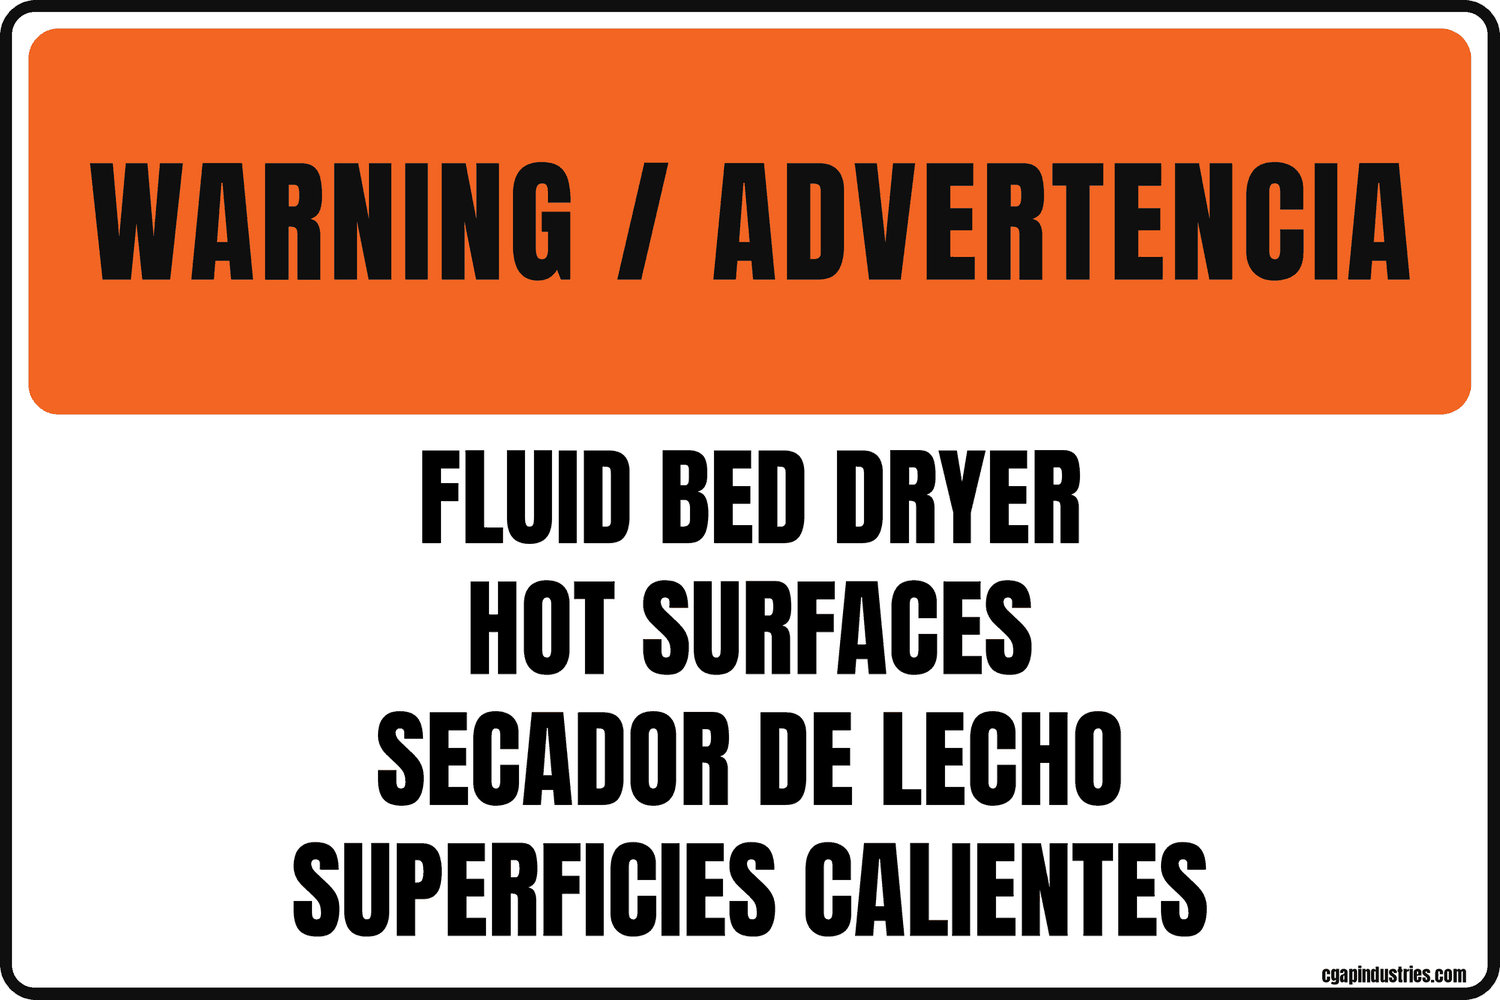 WARNING / ADVERTENCIA
FLUID BED DRYER
HOT SURFACES
SECADOR DE LECHO
SUPERFICIES CALIENTES
cgapindustries.com